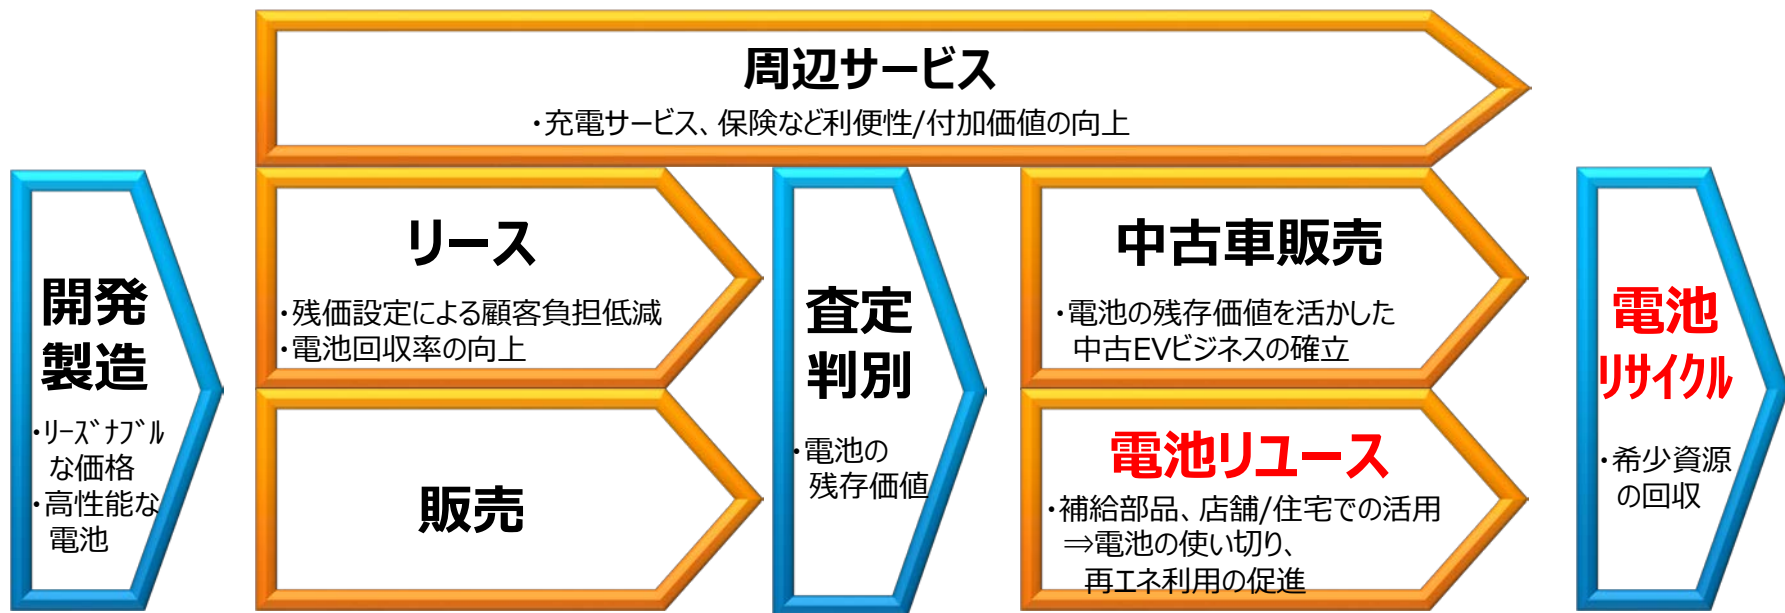 周辺サービス
・充電サービス、保険など利便性/付加価値の向上
開発
製造
・ﾘｰｽﾞﾅﾌﾞﾙ
な価格
・高性能な
電池
リース
・残価設定による顧客負担低減
・電池回収率の向上
販売
査定
判別
・電池の
残存価値
中古車販売
・電池の残存価値を活かした
中古EVビジネスの確立
電池リユース
・補給部品、店舗/住宅での活用
⇒電池の使い切り、
再エネ利用の促進
電池
リサイクル
・希少資源
の回収